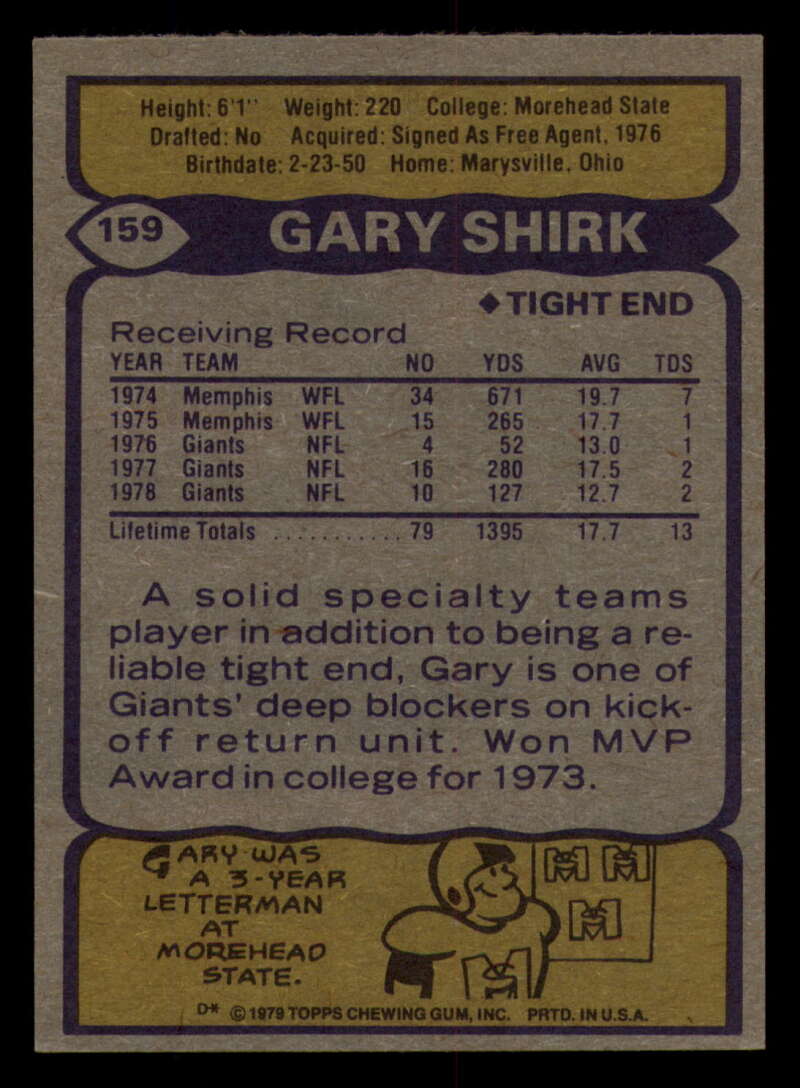 Height: 6'1" Weight: 220 College: Morehead State
Drafted: No Acquired: Signed As Free Agent, 1976
Birthdate: 2-23-50 Home: Marysville, Ohio
159 GARY SHIRK
◆TIGHT END
Receiving Record
YEAR TEAM NO YDS AVG TDS
1974 Memphis WFL 34 671 19.7 7
1975 Memphis WFL 15 265 17.7 1
1976 Giants NFL 4 52 13.0 1
1977 Giants NFL 16 280 17.5 2
1978 Giants NFL 10 127 12.7 2
Lifetime Totals ........... 79 1395 17.7 13
A solid specialty teams
player in addition to being a re-
liable tight end, Gary is one of
Giants' deep blockers on kick-
off return unit. Won MVP
Award in college for 1973.
GARY WAS
A 3-YEAR
LETTERMAN
AT
MOREHEAD
STATE.
M M
M
M
D* © 1979 TOPPS CHEWING GUM, INC. PRTD. IN U.S.A.